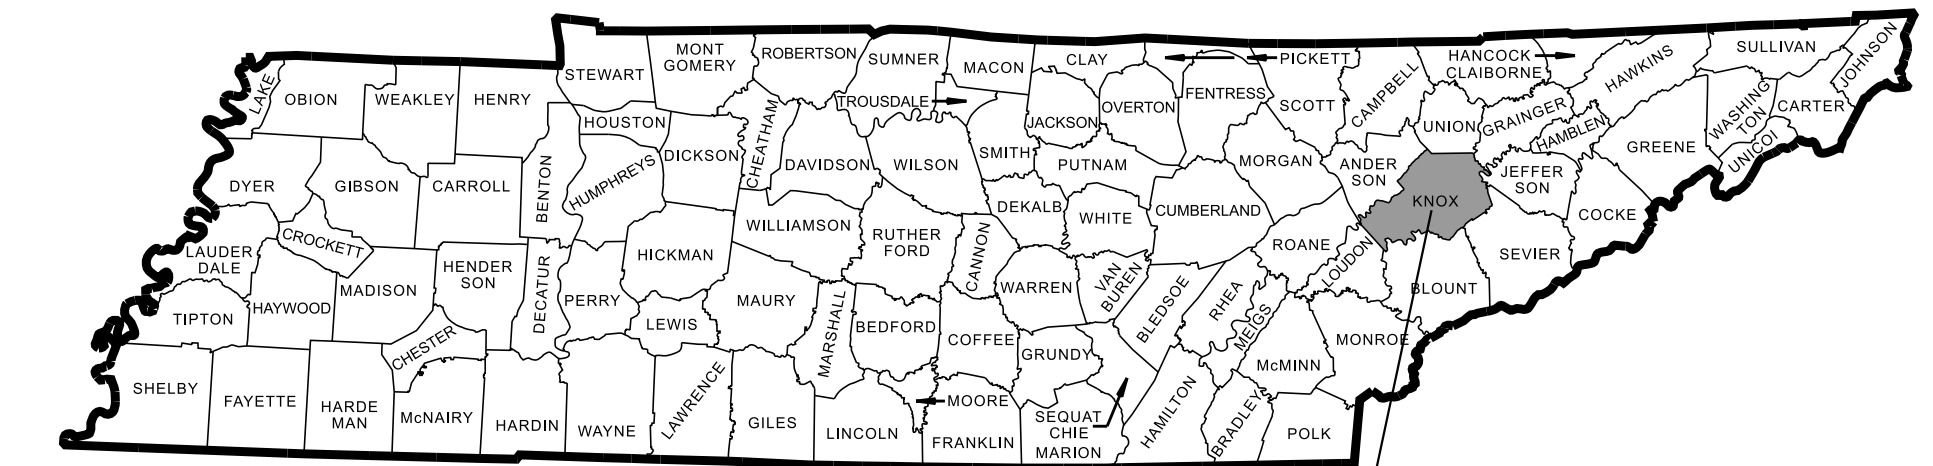 LAKE
OBION
WEAKLEY
HENRY
STEWART
MONT
GOMERY
ROBERTSON
SUMNER
MACON
CLAY
PICKETT
HANCOCK
CLAIBORNE
HAWKINS
SULLIVAN
JOHNSON
HOUSTON
CHEATHAM
TROUSDALE
JACKSON
OVERTON
FENTRESS
SCOTT
CAMPBELL
UNION
GRAINGER
HAMBLEN
GREENE
WASHING
TON
UNICOI
CARTER
DYER
GIBSON
CARROLL
BENTON
HUMPHREYS
DICKSON
DAVIDSON
WILSON
SMITH
PUTNAM
MORGAN
ANDER
SON
KNOX
JEFFER
SON
COCKE
LAUDER
DALE
CROCKETT
HENDER
SON
DECATUR
PERRY
HICKMAN
WILLIAMSON
RUTHER
FORD
CANNON
DEKALB
WHITE
CUMBERLAND
ROANE
LOUDON
SEVIER
TIPTON
HAYWOOD
MADISON
CHESTER
LEWIS
MAURY
MARSHALL
BEDFORD
COFFEE
WARREN
VAN
BUREN
BLEDSOE
RHEA
MEIGS
BLOUNT
MONROE
SHELBY
FAYETTE
HARDE
MAN
McNAIRY
HARDIN
WAYNE
LAWRENCE
GILES
LINCOLN
MOORE
FRANKLIN
GRUNDY
SEQUAT
CHIE
MARION
HAMILTON
BRADLEY
McMINN
POLK